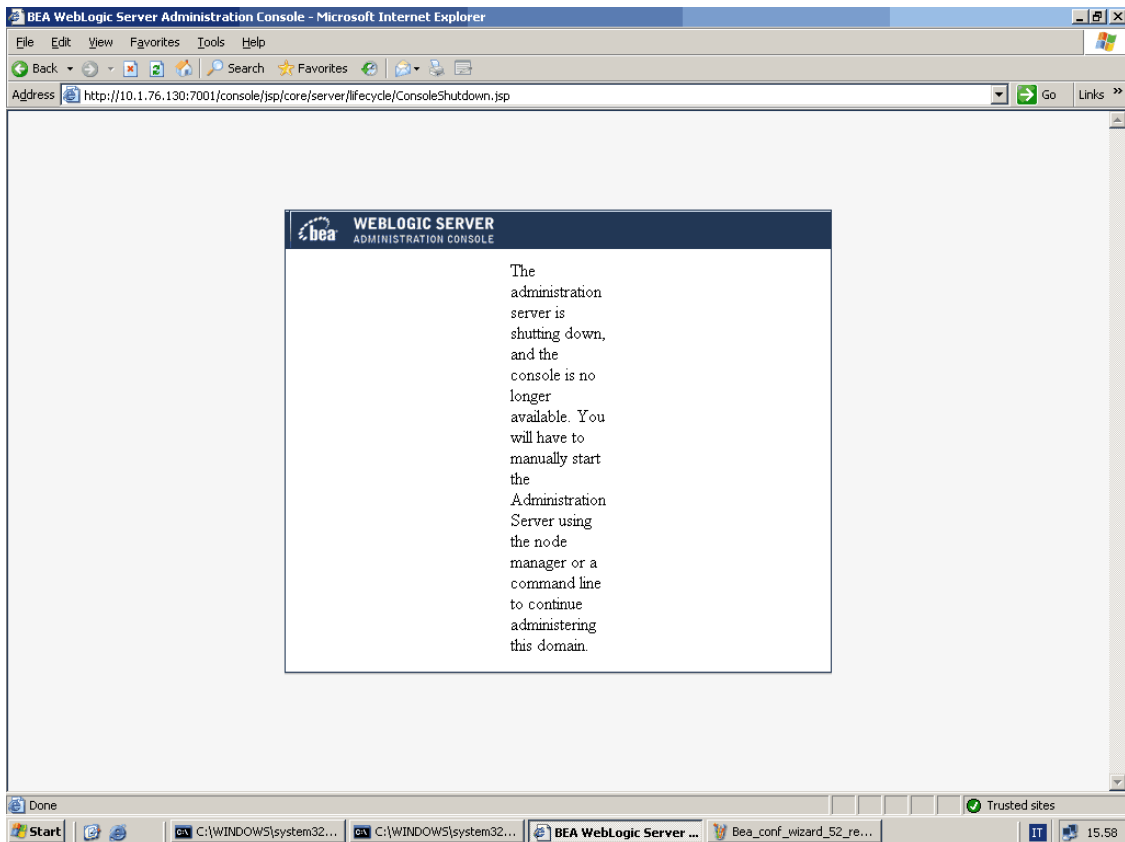 BEA WebLogic Server Administration Console - Microsoft Internet Explorer
File Edit View Favorites Tools Help
Back Search Favorites
Address http://10.1.76.130:7001/console/jsp/core/server/lifecycle/ConsoleShutdown.jsp Go Links »
bea WEBLOGIC SERVER
ADMINISTRATION CONSOLE
The
administration
server is
shutting down,
and the
console is no
longer
available. You
will have to
manually start
the
Administration
Server using
the node
manager or a
command line
to continue
administering
this domain.
Done Trusted sites
Start C:\WINDOWS\system32... C:\WINDOWS\system32... BEA WebLogic Server ... Bea_conf_wizard_52_re... IT 15.58